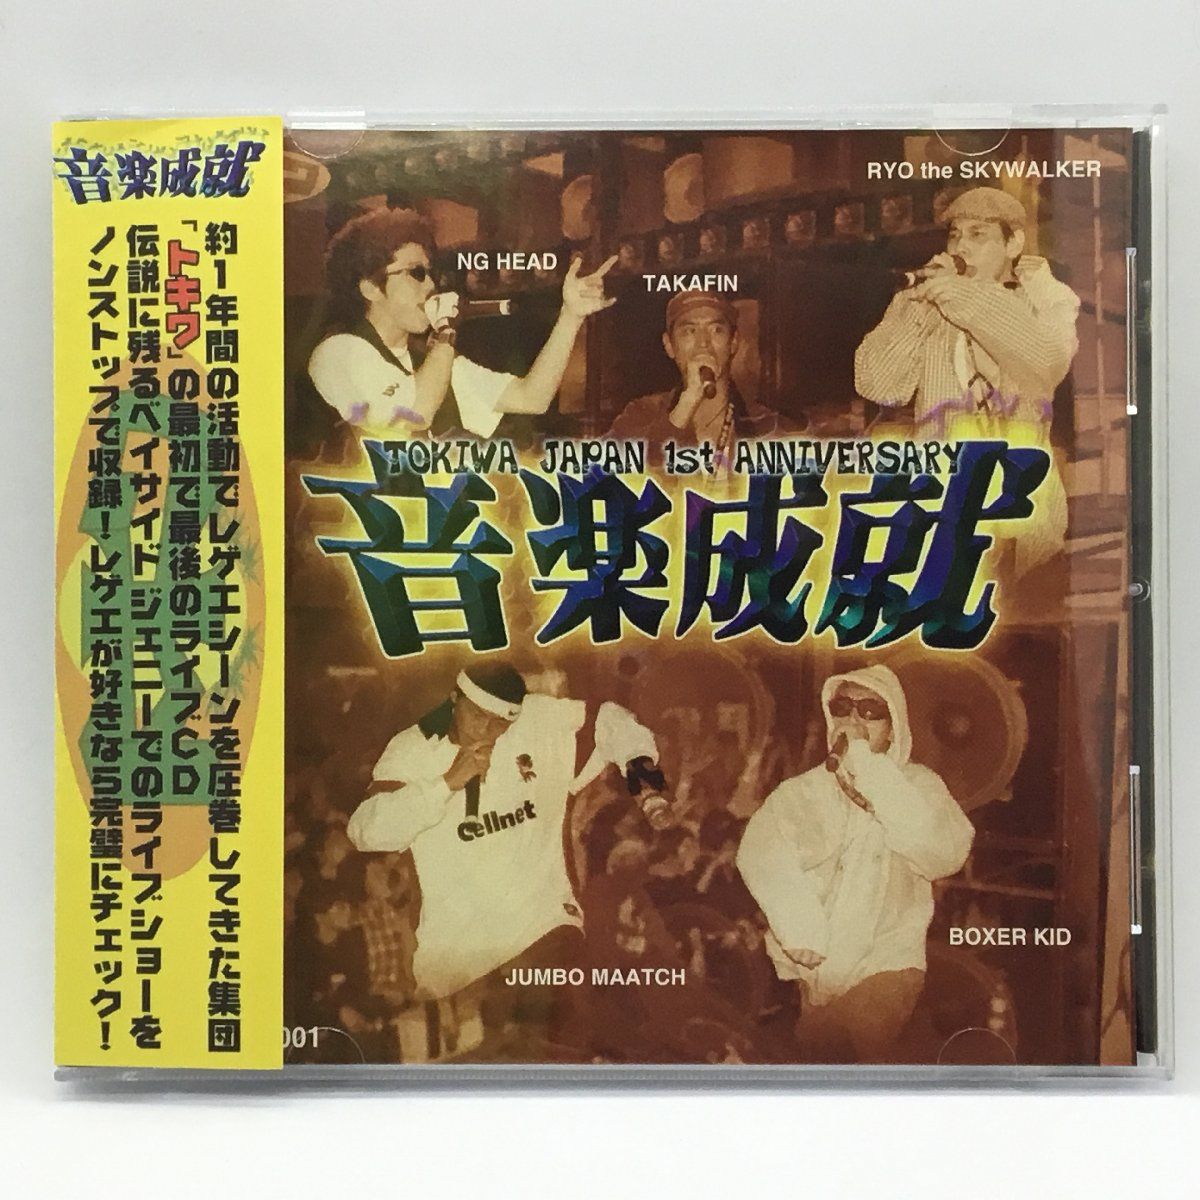 音楽成就
約1年間の活動でレゲエシーンを圧巻してきた集団
「トキワ」の最初で最後のライブCD
伝説に残るベイサイドジェニーでのライブショーを
ノンストップで収録!レゲエが好きなら完璧にチェック!
RYO the SKYWALKER
NG HEAD
TAKAFIN
TOKIWA JAPAN 1st ANNIVERSARY
音楽成就
Cellnet
BOXER KID
JUMBO MAATCH
001